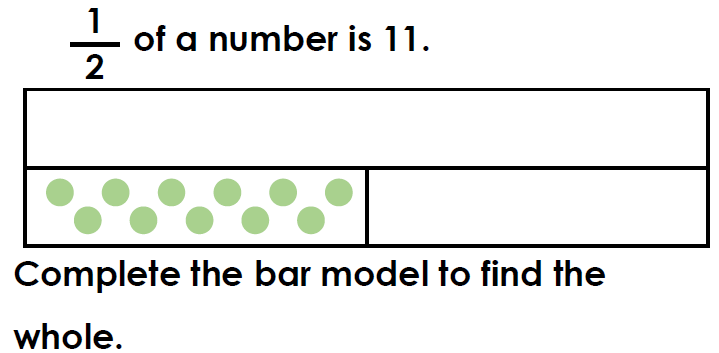 1/2 of a number is 11.
Complete the bar model to find the
whole.